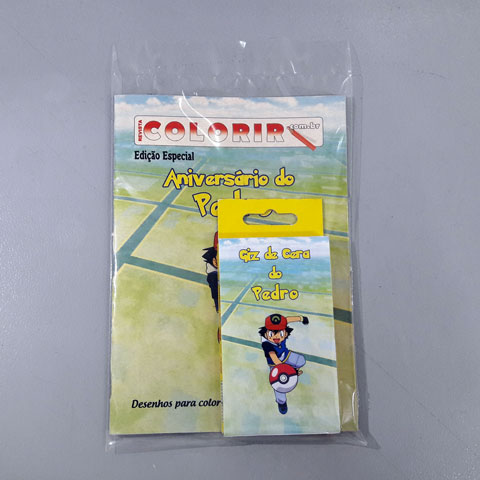 REVISTA
COLORIR
.com.br
Edição Especial
Aniversário do
Giz de Cera
do
Pedro
Desenhos para color